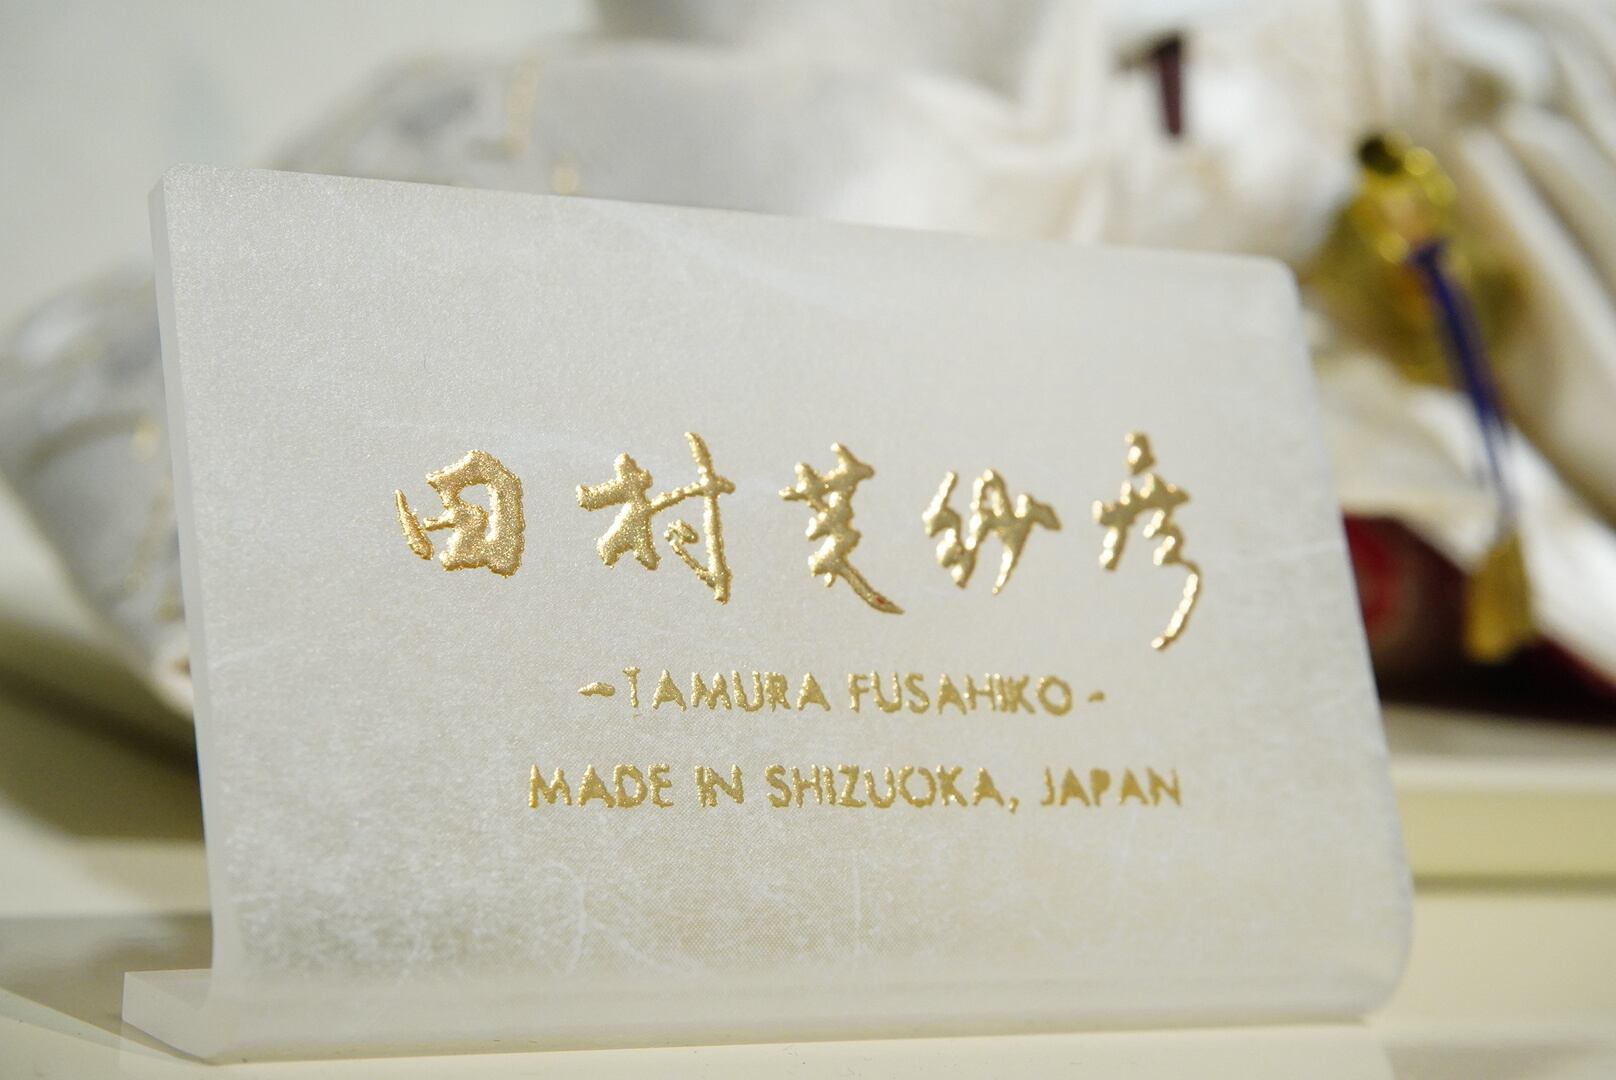 田村芙紗彦
-TAMURA FUSAHIKO-
MADE IN SHIZUOKA, JAPAN